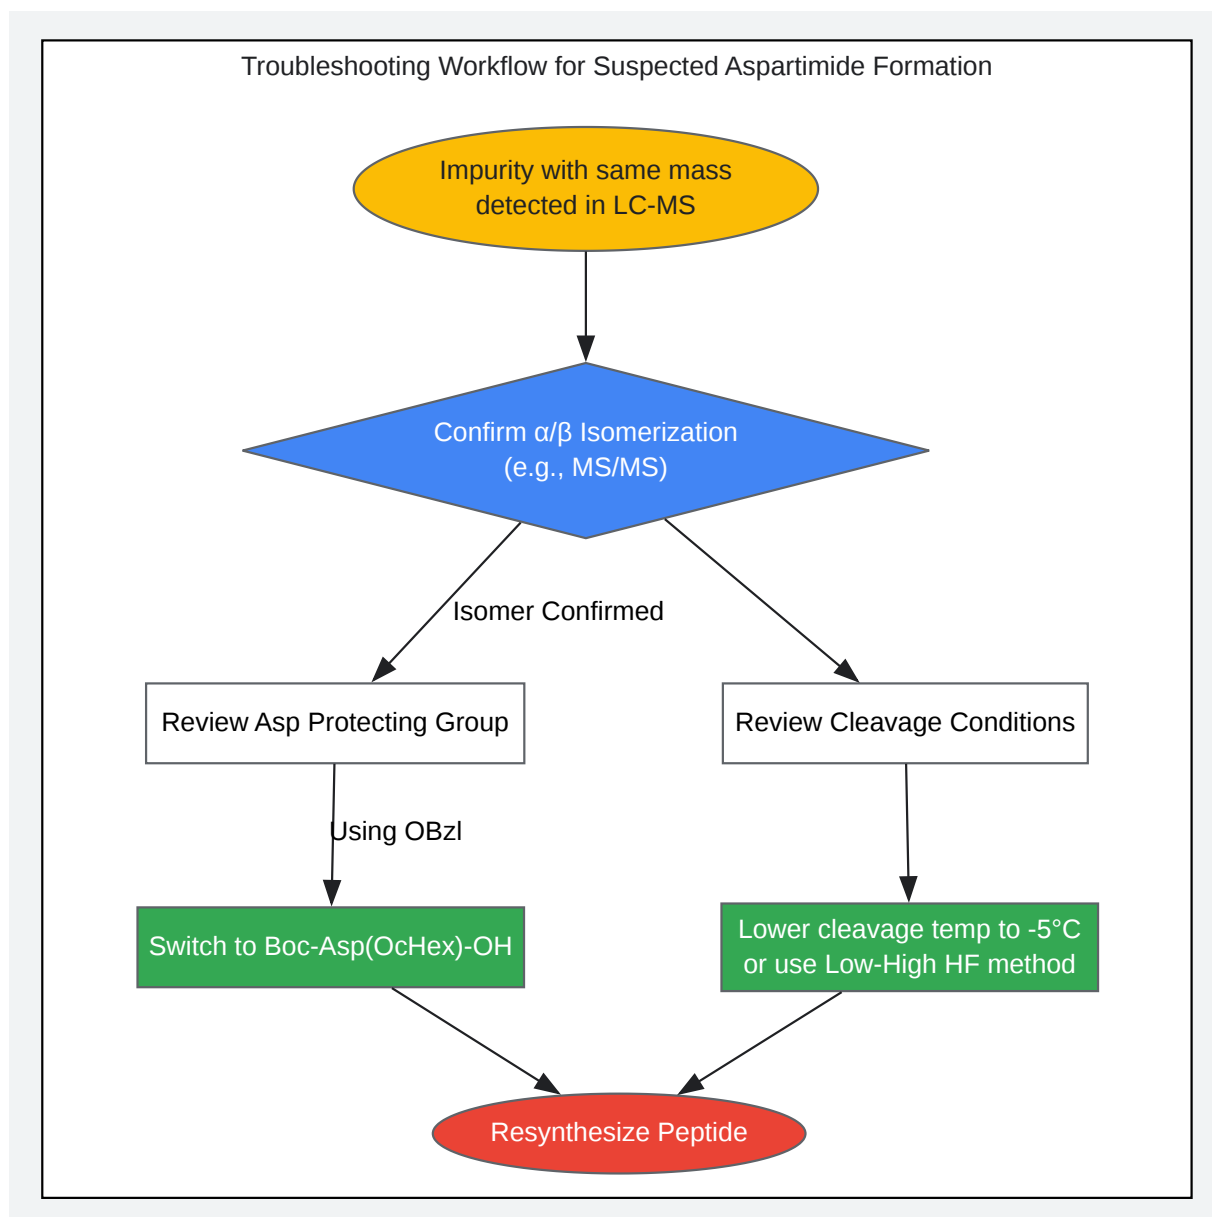 Troubleshooting Workflow for Suspected Aspartimide Formation
Impurity with same mass
detected in LC-MS
Confirm α/β Isomerization
(e.g., MS/MS)
Isomer Confirmed
Review Asp Protecting Group
Review Cleavage Conditions
Using OBzl
Switch to Boc-Asp(OcHex)-OH
Lower cleavage temp to -5°C
or use Low-High HF method
Resynthesize Peptide